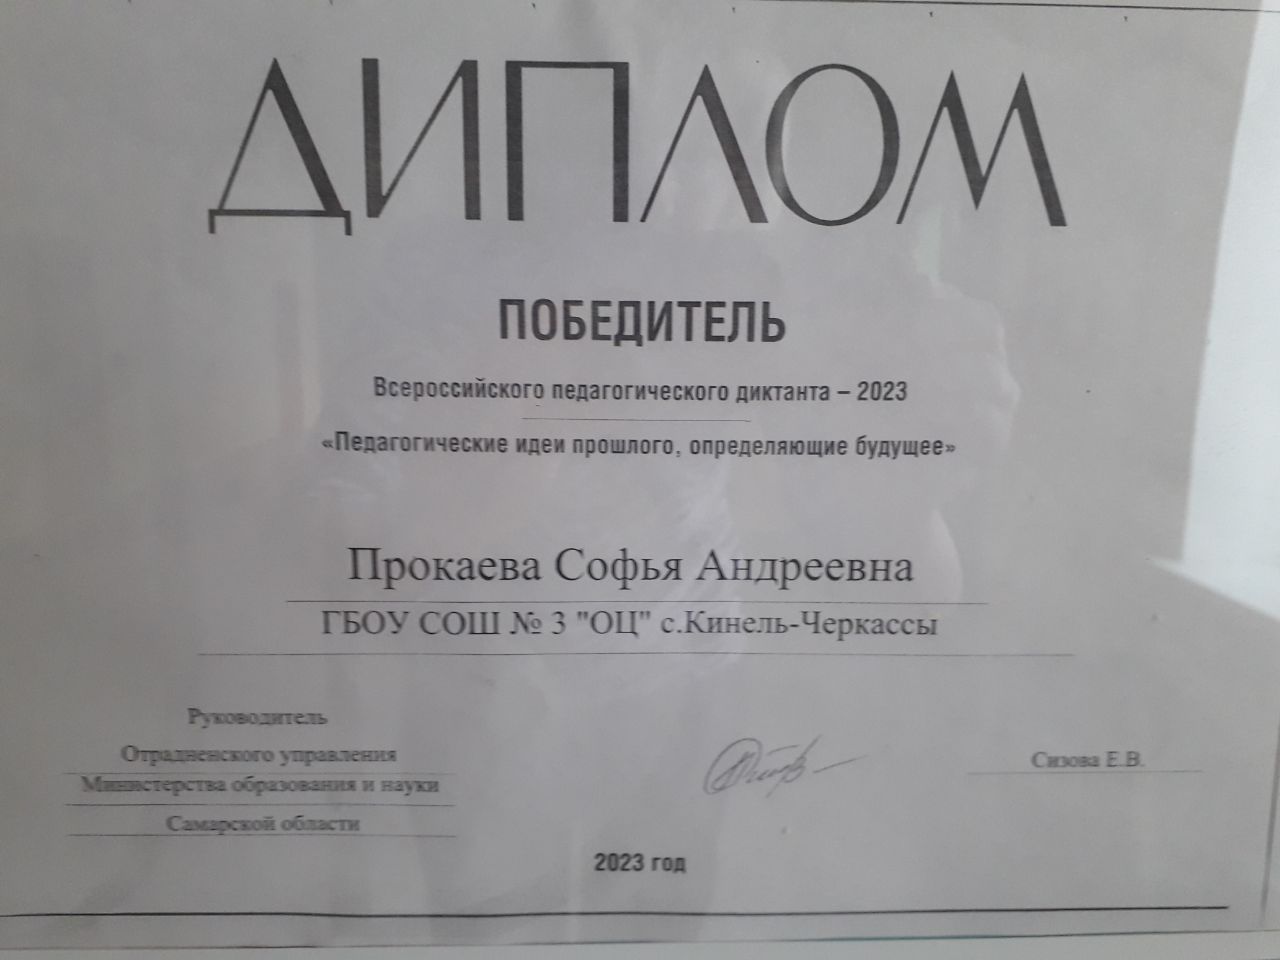 ДИПЛОМ
ПОБЕДИТЕЛЬ
Всероссийского педагогического диктанта – 2023
«Педагогические идеи прошлого, определяющие будущее»
Прокаева Софья Андреевна
ГБОУ СОШ № 3 "ОЦ" с.Кинель-Черкассы
Руководитель
Отрадненского управления
Министерства образования и науки
Самарской области
Сизова Е.В.
2023 год